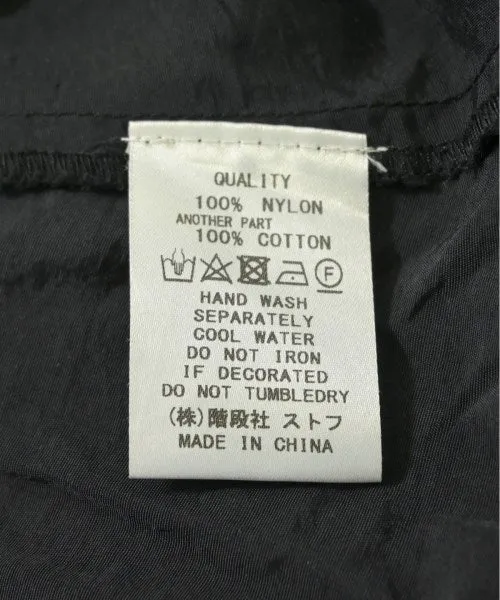 QUALITY
100% NYLON
ANOTHER PART
100% COTTON
F
HAND WASH
SEPARATELY
COOL WATER
DO NOT IRON
IF DECORATED
DO NOT TUMBLEDRY
(株)階段社 ストフ
MADE IN CHINA